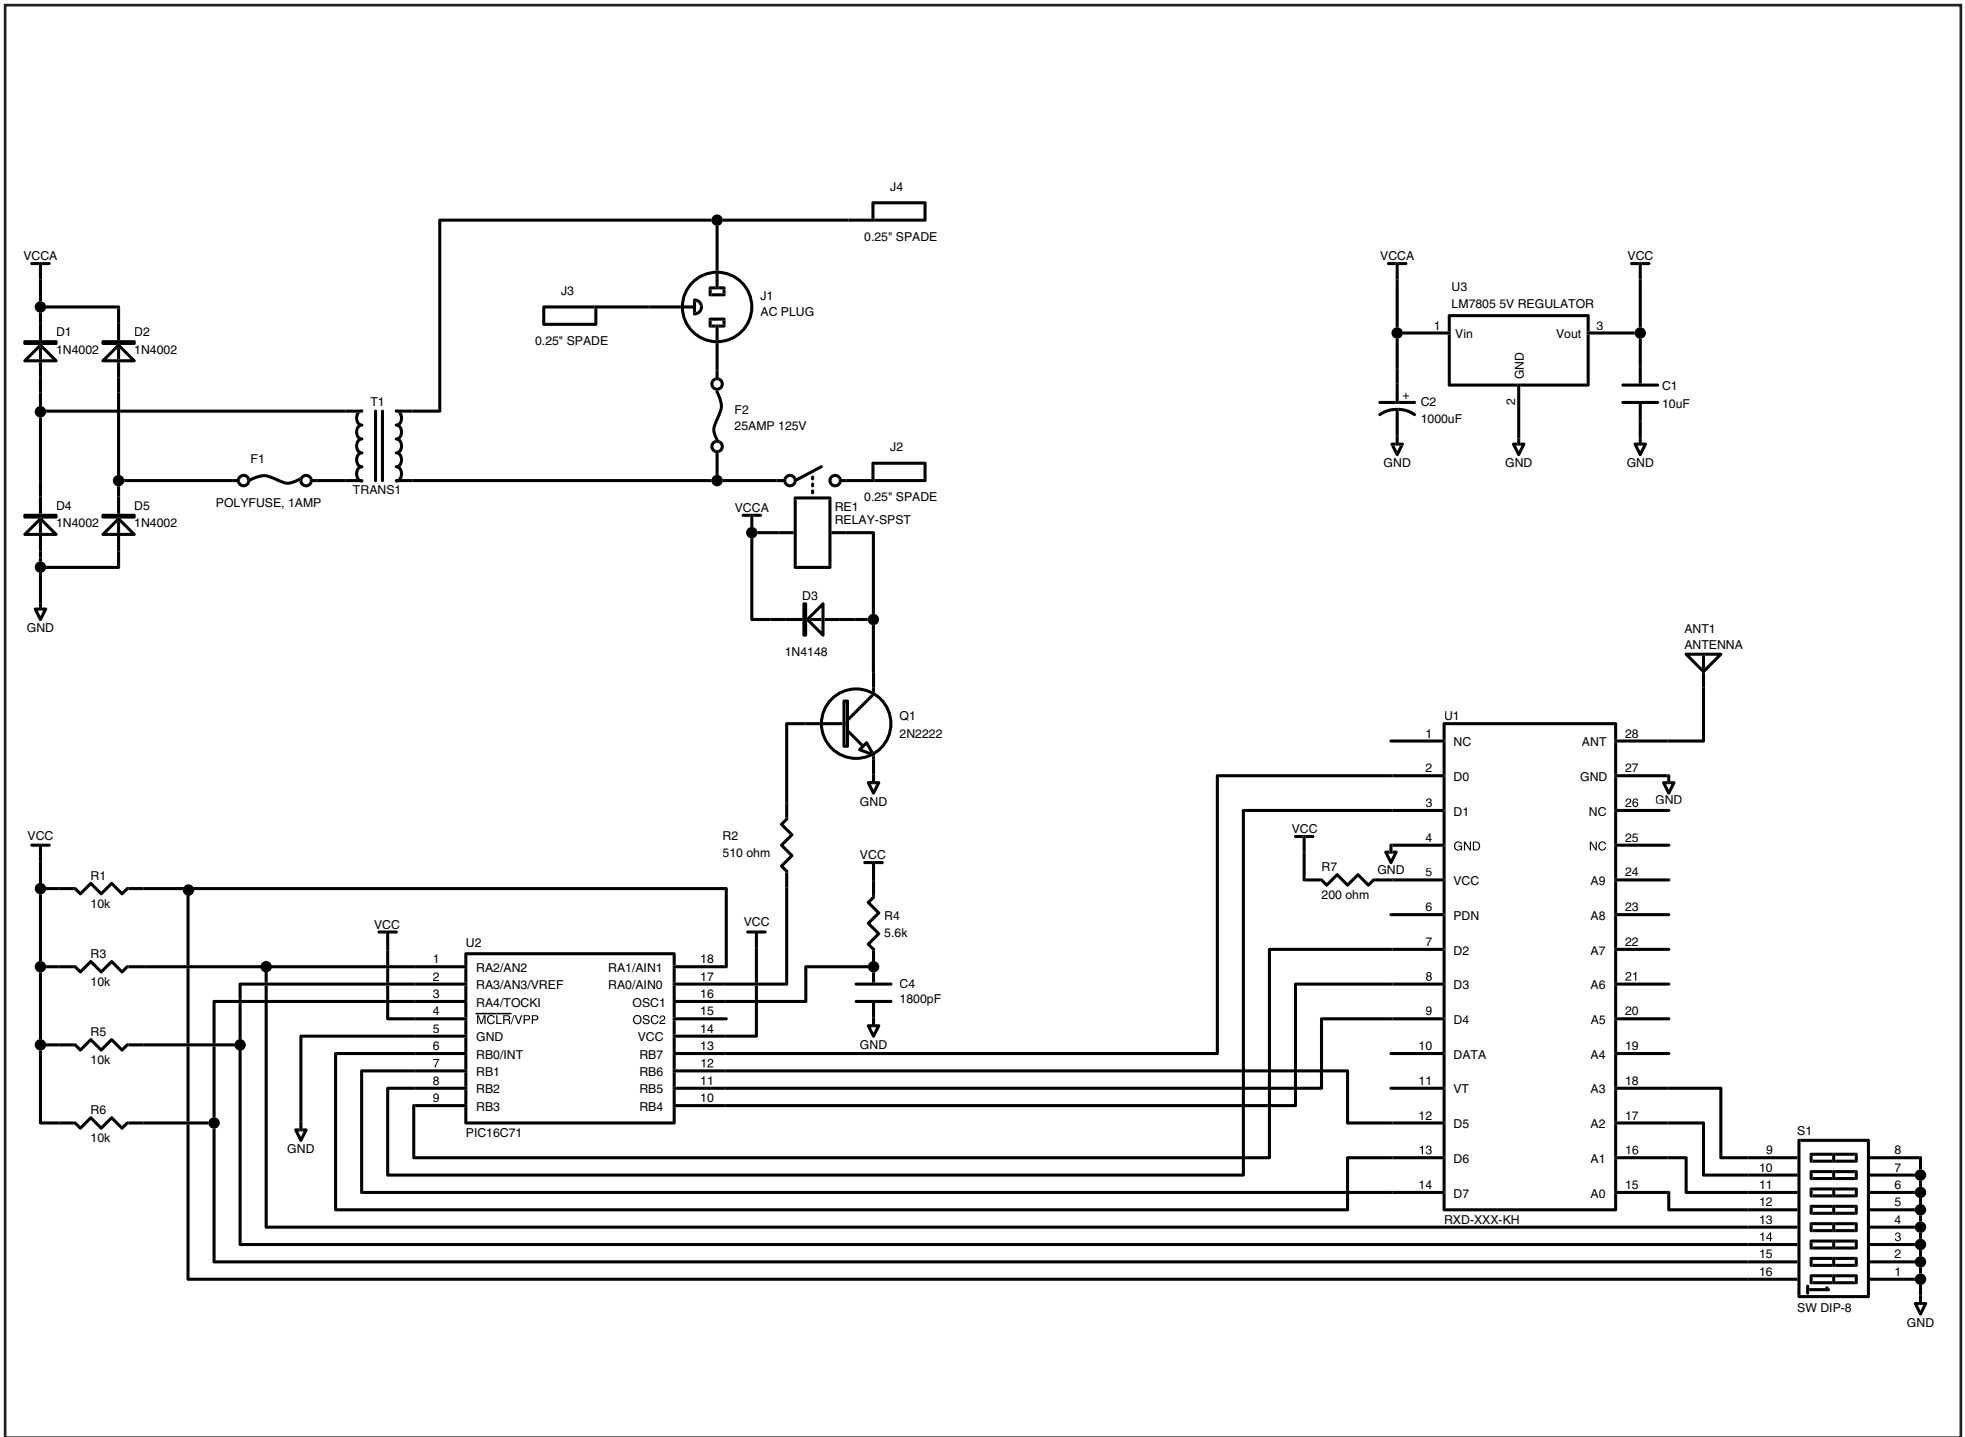 J4
0.25" SPADE
J3
0.25" SPADE
J1
AC PLUG
VCCA
D1
1N4002
D2
1N4002
T1
TRANS1
F1
POLYFUSE, 1AMP
D4
1N4002
D5
1N4002
GND
F2
25AMP 125V
J2
0.25" SPADE
VCCA
RE1
RELAY-SPST
D3
1N4148
Q1
2N2222
GND
VCCA
VCC
U3
LM7805 5V REGULATOR
1
Vin
Vout
3
GND
2
+
C2
1000uF
C1
10uF
GND
GND
GND
ANT1
ANTENNA
VCC
R1
10k
R3
10k
R5
10k
R6
10k
R2
510 ohm
VCC
R4
5.6k
C4
1800pF
GND
VCC
VCC
GND
U2
1 RA2/AN2 RA1/AIN1 18
2 RA3/AN3/VREF RA0/AIN0 17
3 RA4/TOCKI OSC1 16
4 MCLR/VPP OSC2 15
5 GND VCC 14
6 RB0/INT RB7 13
7 RB1 RB6 12
8 RB2 RB5 11
9 RB3 RB4 10
PIC16C71
VCC
R7
200 ohm
GND
GND
U1
1 NC ANT 28
2 D0 GND 27
3 D1 NC 26
4 GND NC 25
5 VCC A9 24
6 PDN A8 23
7 D2 A7 22
8 D3 A6 21
9 D4 A5 20
10 DATA A4 19
11 VT A3 18
12 D5 A2 17
13 D6 A1 16
14 D7 A0 15
RXD-XXX-KH
S1
9 8
10 7
11 6
12 5
13 4
14 3
15 2
16 1
SW DIP-8
GND